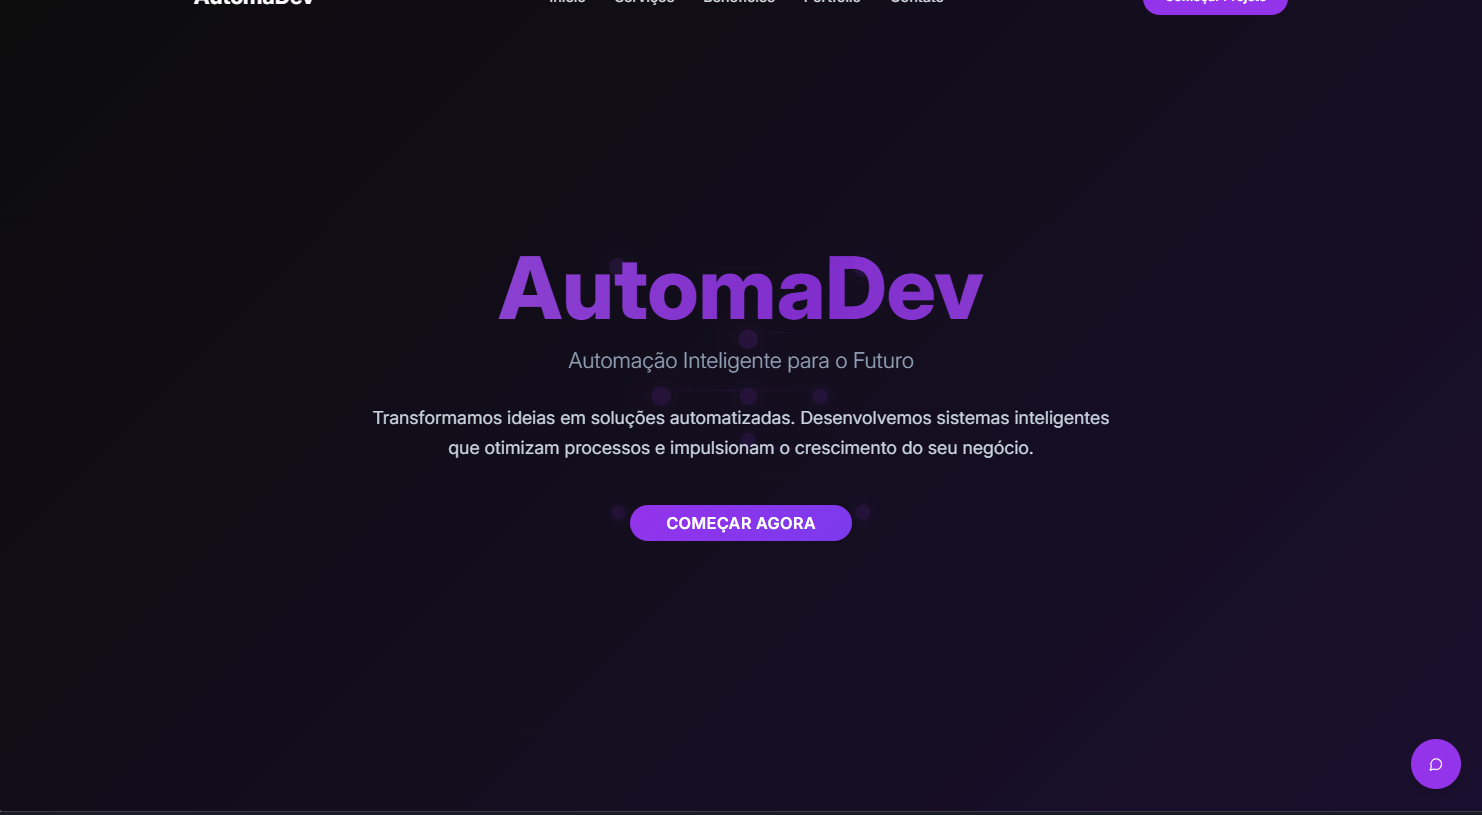 AutomaDev
Início Serviços Benefícios Portfólio Contato
Começar Projeto
AutomaDev
Automação Inteligente para o Futuro
Transformamos ideias em soluções automatizadas. Desenvolvemos sistemas inteligentes
que otimizam processos e impulsionam o crescimento do seu negócio.
COMEÇAR AGORA